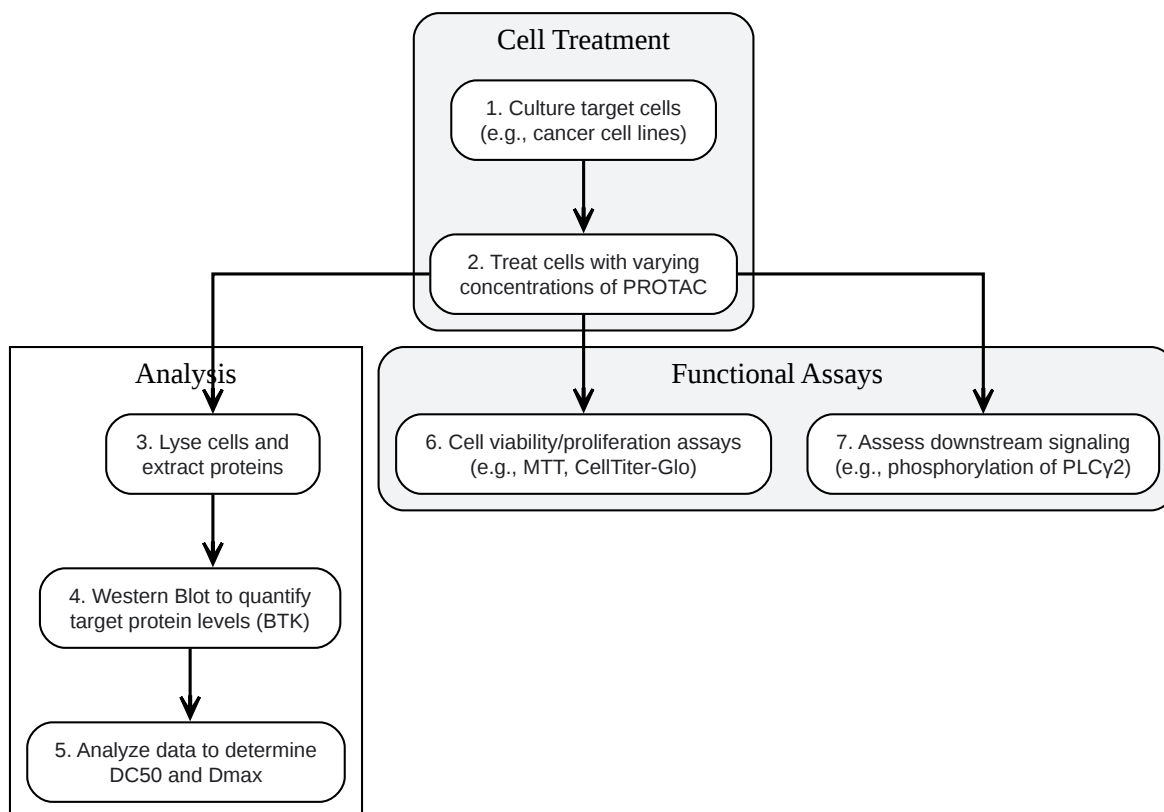 Cell Treatment
1. Culture target cells
(e.g., cancer cell lines)
2. Treat cells with varying
concentrations of PROTAC
Analysis
3. Lyse cells and
extract proteins
4. Western Blot to quantify
target protein levels (BTK)
5. Analyze data to determine
DC50 and Dmax
Functional Assays
6. Cell viability/proliferation assays
(e.g., MTT, CellTiter-Glo)
7. Assess downstream signaling
(e.g., phosphorylation of PLCγ2)